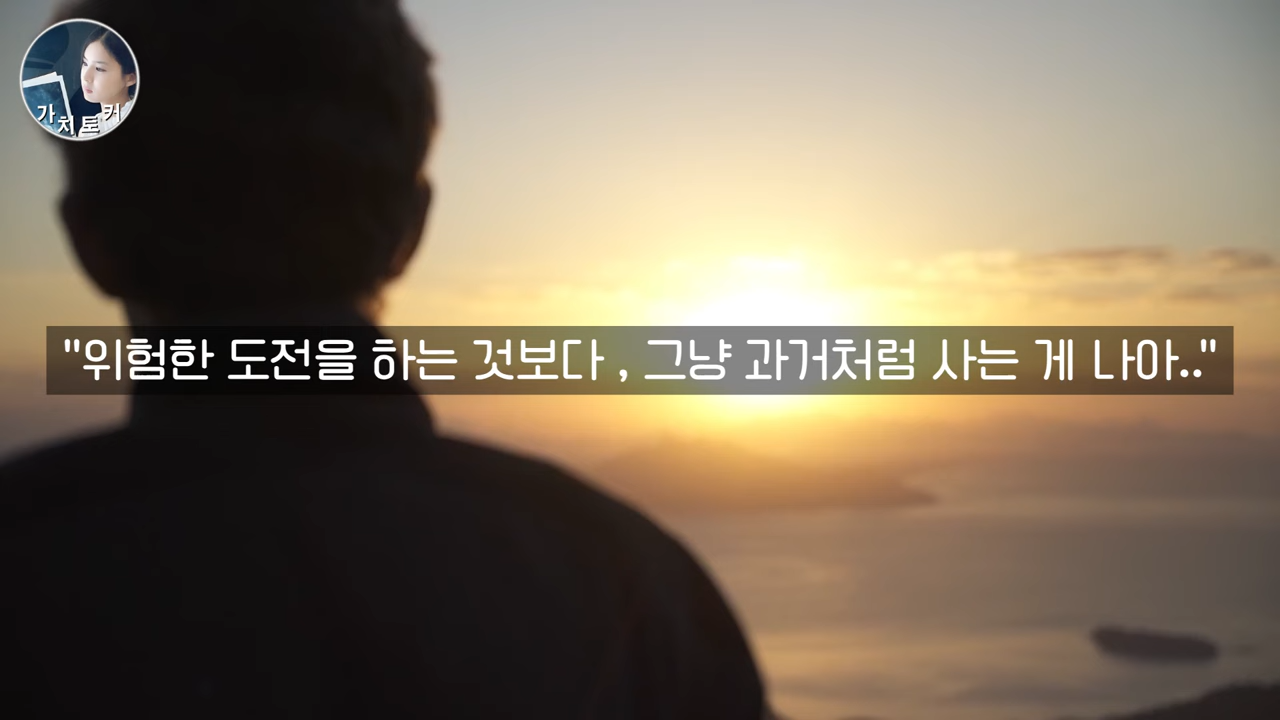 가치토커
"위험한 도전을 하는 것보다 , 그냥 과거처럼 사는 게 나아.."